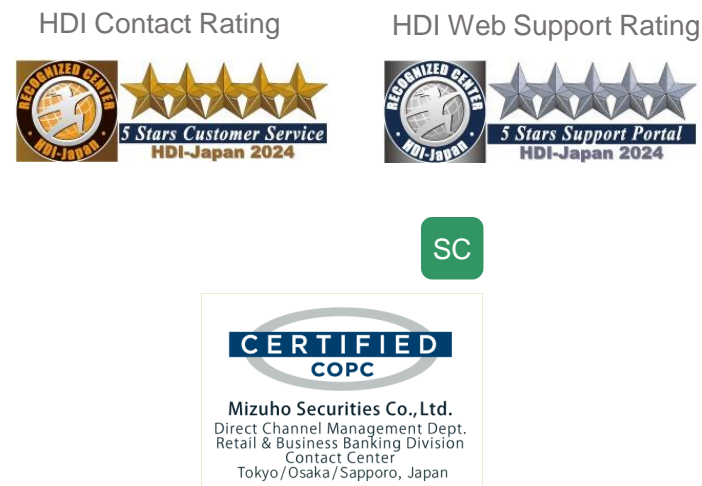 HDI Contact Rating
HDI Web Support Rating
RECOGNIZED CENTER
HDI-Japan
5 Stars Customer Service
HDI-Japan 2024
RECOGNIZED CENTER
HDI-Japan
5 Stars Support Portal
HDI-Japan 2024
SC
CERTIFIED
COPC
Mizuho Securities Co., Ltd.
Direct Channel Management Dept.
Retail & Business Banking Division
Contact Center
Tokyo/Osaka/Sapporo, Japan